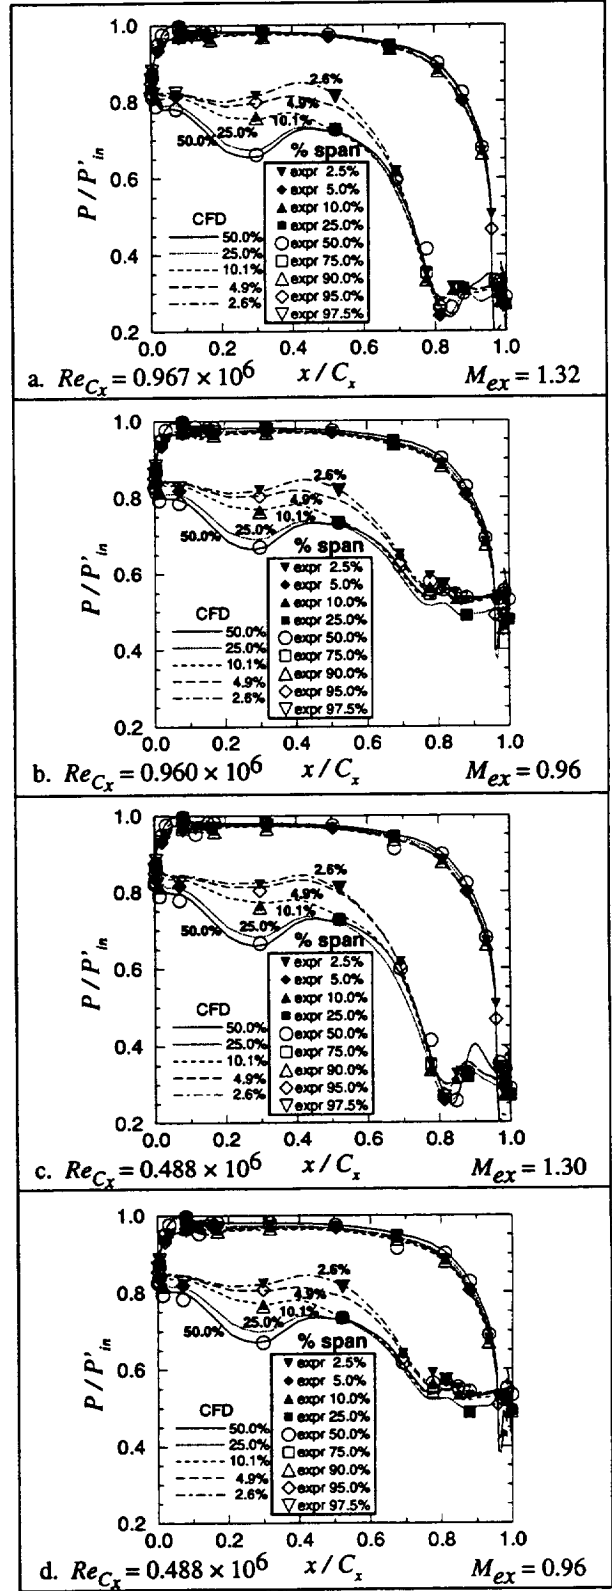 1.0
0.8
0.6
0.4
0.2
P/P'in
2.6%
4.9%
10.1%
25.0%
50.0%
% span
expr 2.5%
expr 5.0%
expr 10.0%
expr 25.0%
expr 50.0%
expr 75.0%
expr 90.0%
expr 95.0%
expr 97.5%
CFD
50.0%
25.0%
10.1%
4.9%
2.6%
0.0 0.2 0.4 0.6 0.8 1.0
a. ReCx = 0.967 × 10^6 x/Cx Mex = 1.32
1.0
0.8
0.6
0.4
0.2
P/P'in
2.6%
4.9%
10.1%
25.0%
50.0%
% span
expr 2.5%
expr 5.0%
expr 10.0%
expr 25.0%
expr 50.0%
expr 75.0%
expr 90.0%
expr 95.0%
expr 97.5%
CFD
50.0%
25.0%
10.1%
4.9%
2.6%
0.0 0.2 0.4 0.6 0.8 1.0
b. ReCx = 0.960 × 10^6 x/Cx Mex = 0.96
1.0
0.8
0.6
0.4
0.2
P/P'in
2.6%
4.9%
10.1%
25.0%
50.0%
% span
expr 2.5%
expr 5.0%
expr 10.0%
expr 25.0%
expr 50.0%
expr 75.0%
expr 90.0%
expr 95.0%
expr 97.5%
CFD
50.0%
25.0%
10.1%
4.9%
2.6%
0.0 0.2 0.4 0.6 0.8 1.0
c. ReCx = 0.488 × 10^6 x/Cx Mex = 1.30
1.0
0.8
0.6
0.4
0.2
P/P'in
2.6%
4.9%
10.1%
25.0%
50.0%
% span
expr 2.5%
expr 5.0%
expr 10.0%
expr 25.0%
expr 50.0%
expr 75.0%
expr 90.0%
expr 95.0%
expr 97.5%
CFD
50.0%
25.0%
10.1%
4.9%
2.6%
0.0 0.2 0.4 0.6 0.8 1.0
d. ReCx = 0.488 × 10^6 x/Cx Mex = 0.96